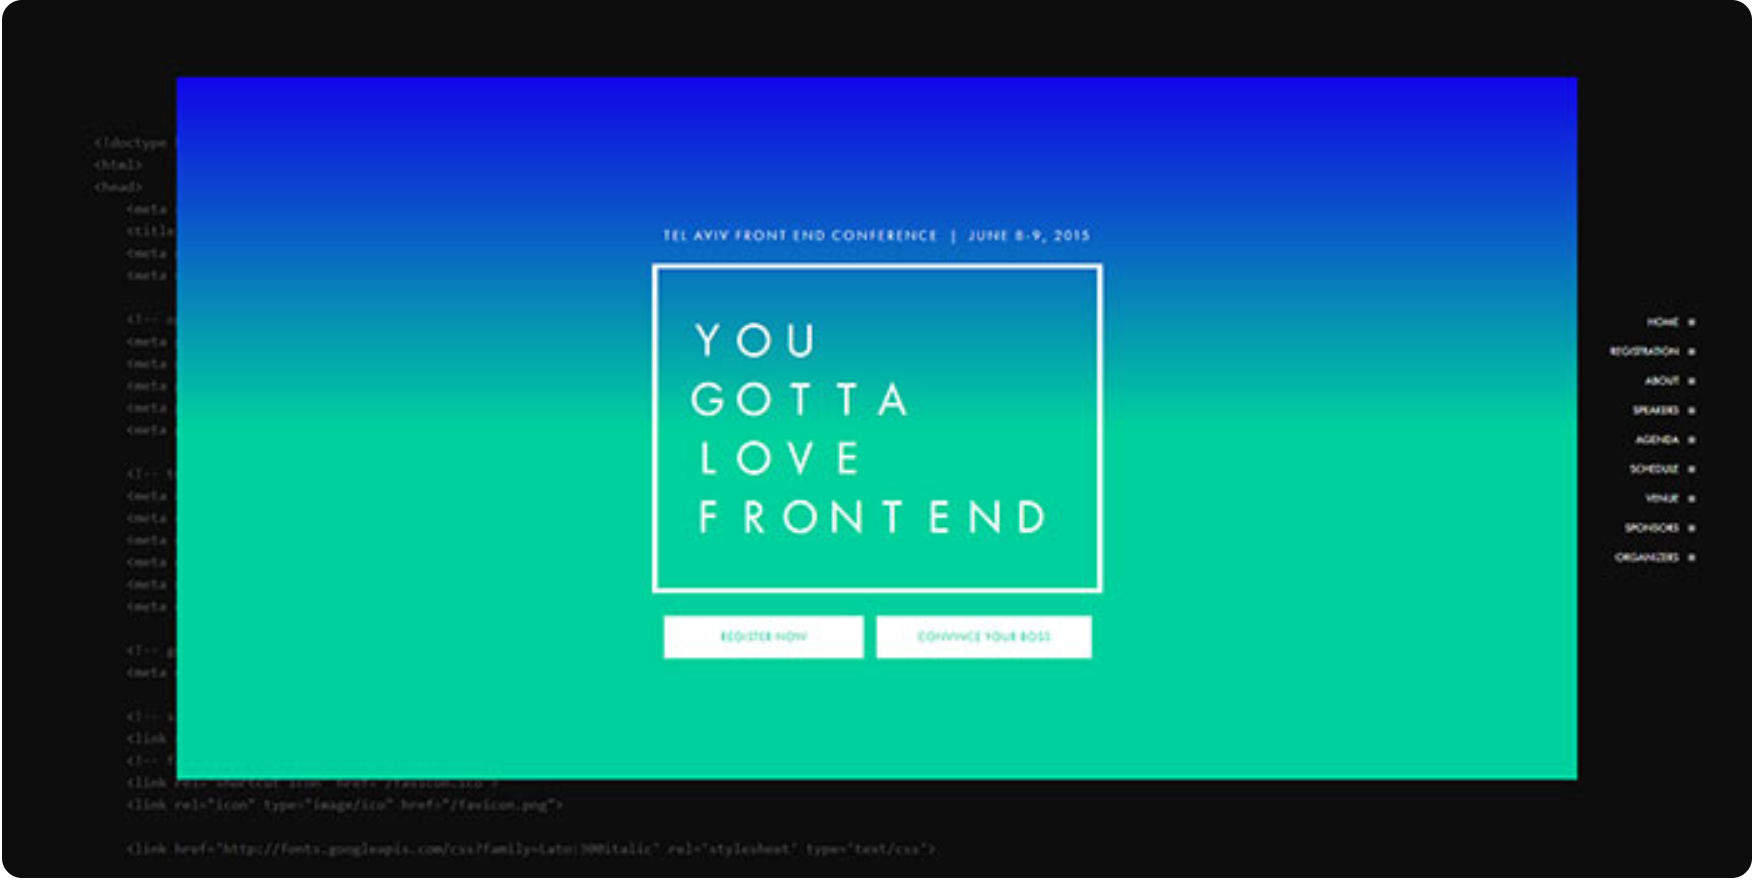 <!doctype
<html>
<head>
<meta
<title
<meta
<meta
<!--
<meta
<meta
<meta
<meta
<meta
<!--
<meta
<meta
<meta
<meta
<meta
<meta
<!--
<meta
<!--
<link
<!--
<link rel="shortcut icon" href="/favicon.ico">
<link rel="icon" type="image/ico" href="/favicon.png">
<link href="http://fonts.googleapis.com/css?family=Lato:300italic" rel="stylesheet" type="text/css">
TEL AVIV FRONT END CONFERENCE | JUNE 8-9, 2015
YOU
GOTTA
LOVE
FRONTEND
REGISTER NOW
CONVINCE YOUR BOSS
HOME
REGISTRATION
ABOUT
SPEAKERS
AGENDA
SCHEDULE
VENUE
SPONSORS
ORGANIZERS